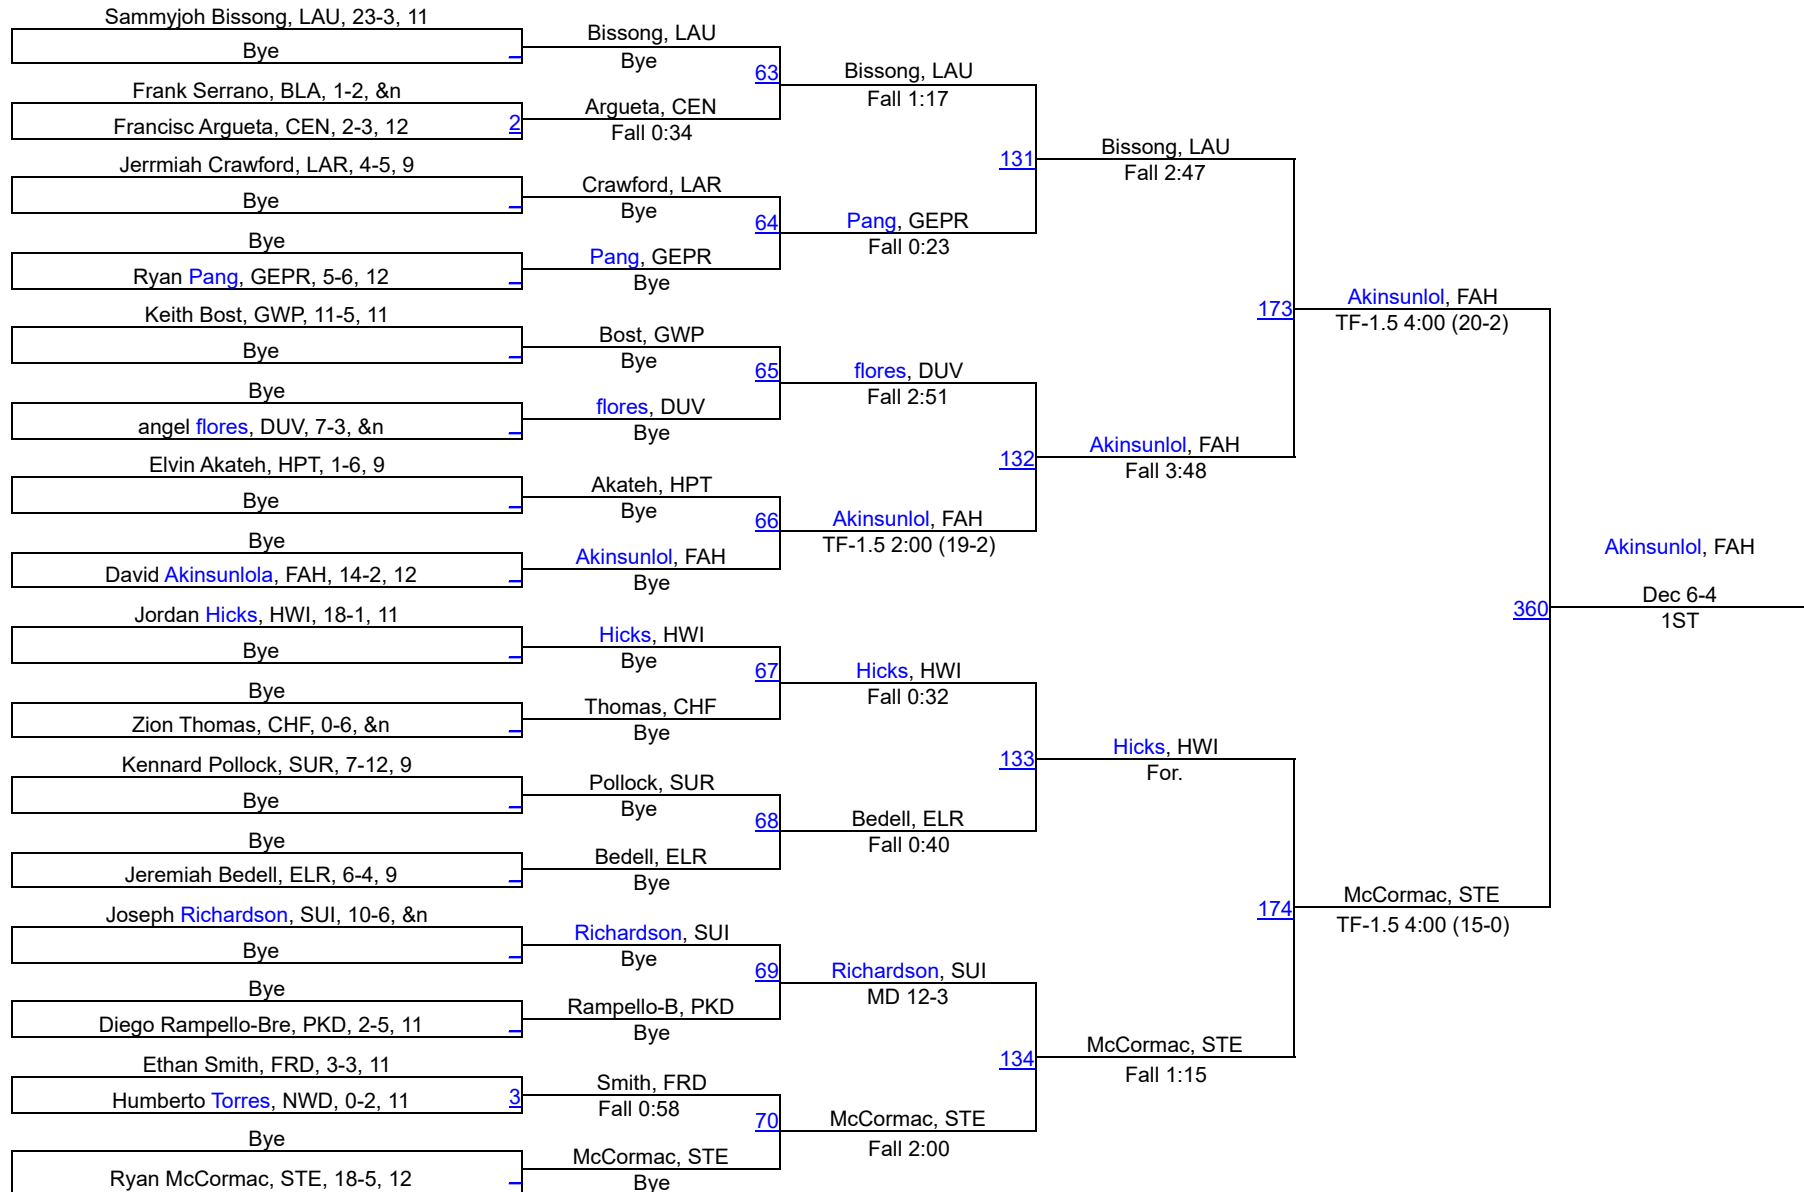 Sammyjoh Bissong, LAU, 23-3, 11
Bye
Frank Serrano, BLA, 1-2, &n
Francisc Argueta, CEN, 2-3, 12
2
Jerrmiah Crawford, LAR, 4-5, 9
Bye
Bye
Ryan Pang, GEPR, 5-6, 12
Keith Bost, GWP, 11-5, 11
Bye
Bye
angel flores, DUV, 7-3, &n
Elvin Akateh, HPT, 1-6, 9
Bye
Bye
David Akinsunlola, FAH, 14-2, 12
Jordan Hicks, HWI, 18-1, 11
Bye
Bye
Zion Thomas, CHF, 0-6, &n
Kennard Pollock, SUR, 7-12, 9
Bye
Bye
Jeremiah Bedell, ELR, 6-4, 9
Joseph Richardson, SUI, 10-6, &n
Bye
Bye
Diego Rampello-Bre, PKD, 2-5, 11
Ethan Smith, FRD, 3-3, 11
Humberto Torres, NWD, 0-2, 11
3
Bye
Ryan McCormac, STE, 18-5, 12
Bissong, LAU
Bye
63
Argueta, CEN
Fall 0:34
Crawford, LAR
Bye
64
Pang, GEPR
Bye
Bost, GWP
Bye
65
flores, DUV
Bye
Akateh, HPT
Bye
66
Akinsunlol, FAH
Bye
Hicks, HWI
Bye
67
Thomas, CHF
Bye
Pollock, SUR
Bye
68
Bedell, ELR
Bye
Richardson, SUI
Bye
69
Rampello-B, PKD
Bye
Smith, FRD
Fall 0:58
70
McCormac, STE
Bye
Bissong, LAU
Fall 1:17
131
Pang, GEPR
Fall 0:23
flores, DUV
Fall 2:51
132
Akinsunlol, FAH
TF-1.5 2:00 (19-2)
Hicks, HWI
Fall 0:32
133
Bedell, ELR
Fall 0:40
Richardson, SUI
MD 12-3
134
McCormac, STE
Fall 2:00
Bissong, LAU
Fall 2:47
173
Akinsunlol, FAH
Fall 3:48
Hicks, HWI
For.
174
McCormac, STE
Fall 1:15
Akinsunlol, FAH
TF-1.5 4:00 (20-2)
360
McCormac, STE
TF-1.5 4:00 (15-0)
Akinsunlol, FAH
Dec 6-4
1ST